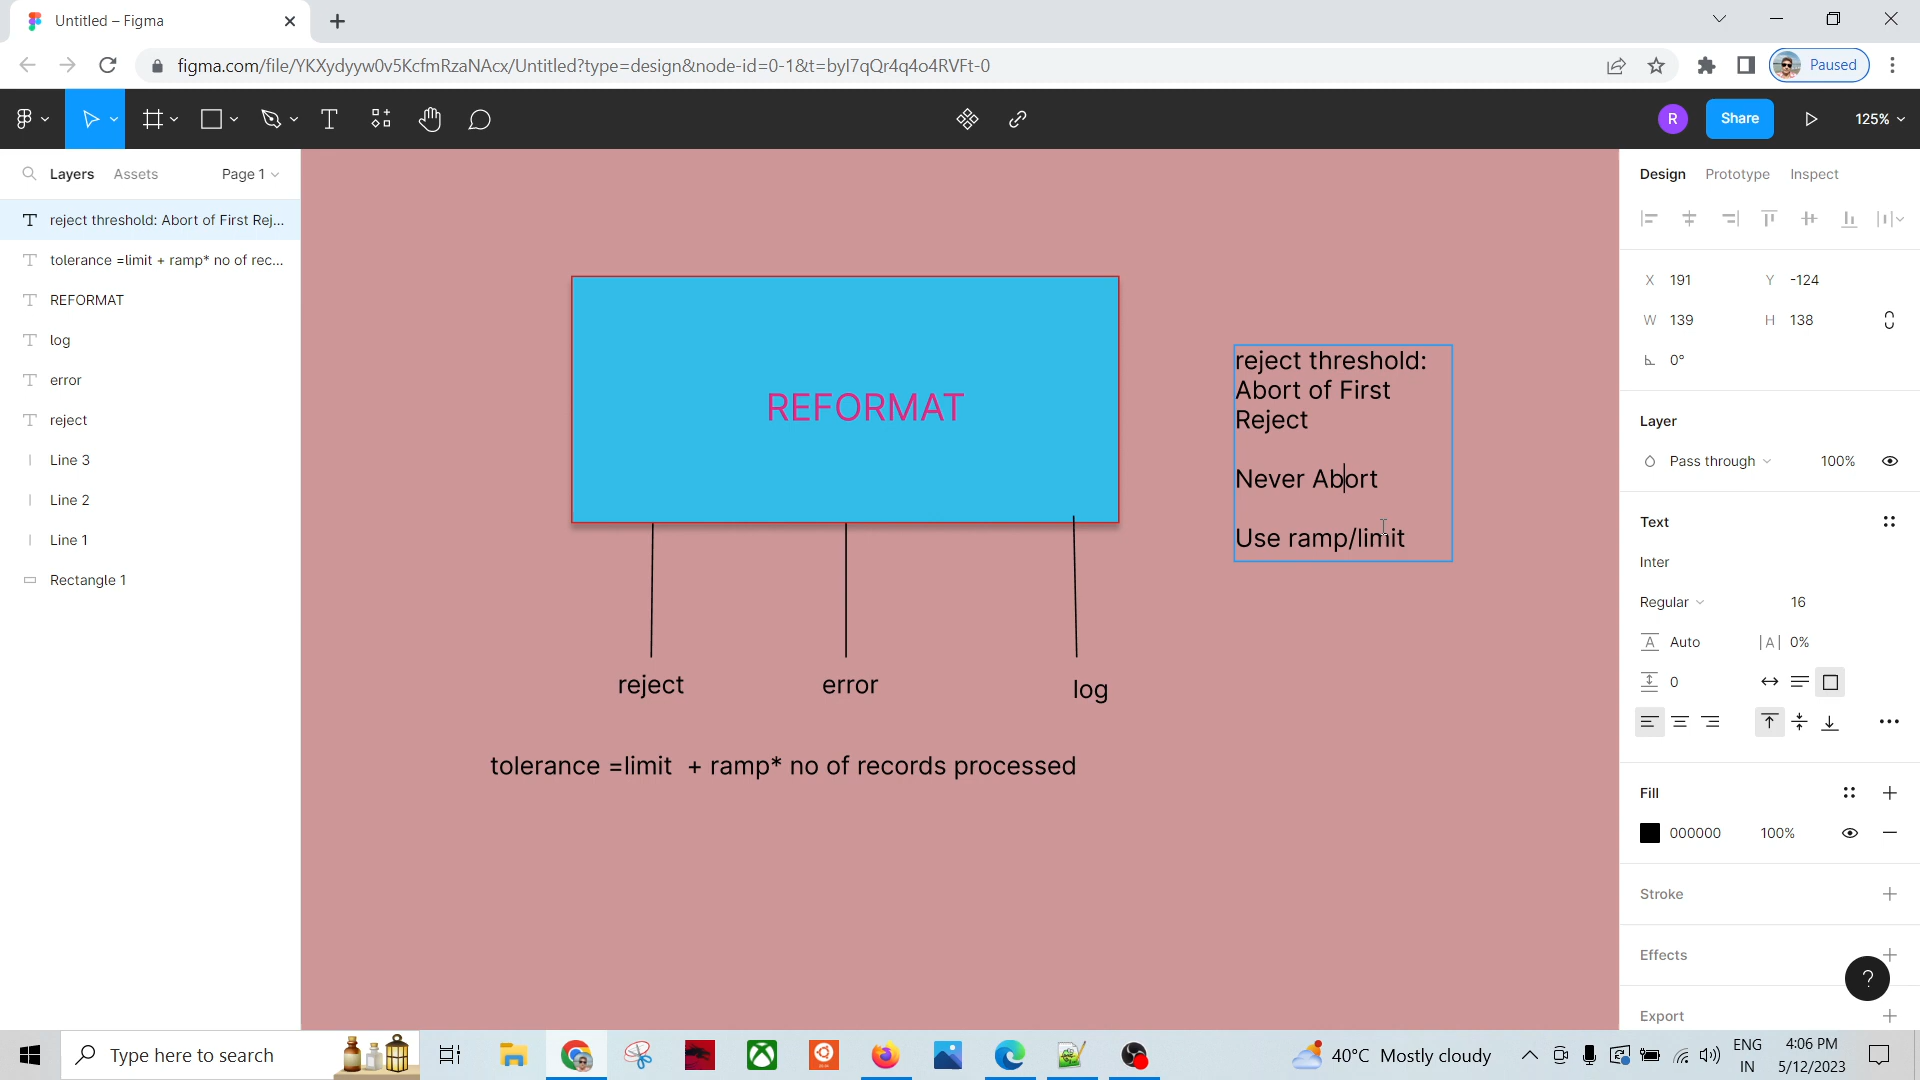 Untitled – Figma
figma.com/file/YKXydyyw0v5KcfmRzaNAcx/Untitled?type=design&node-id=0-1&t=byI7qQr4q4o4RVFt-0
Paused
R
Share
125%
Layers Assets Page 1
reject threshold: Abort of First Rej...
tolerance =limit + ramp* no of rec...
REFORMAT
log
error
reject
Line 3
Line 2
Line 1
Rectangle 1
REFORMAT
reject
error
log
tolerance =limit  + ramp* no of records processed
reject threshold:
Abort of First
Reject
Never Abort
Use ramp/limit
Design Prototype Inspect
X 191 Y -124
W 139 H 138
0°
Layer
Pass through 100%
Text
Inter
Regular 16
A Auto |A| 0%
0
Fill
000000 100%
Stroke
Effects
?
Export
Type here to search
40°C Mostly cloudy
ENG
IN
4:06 PM
5/12/2023